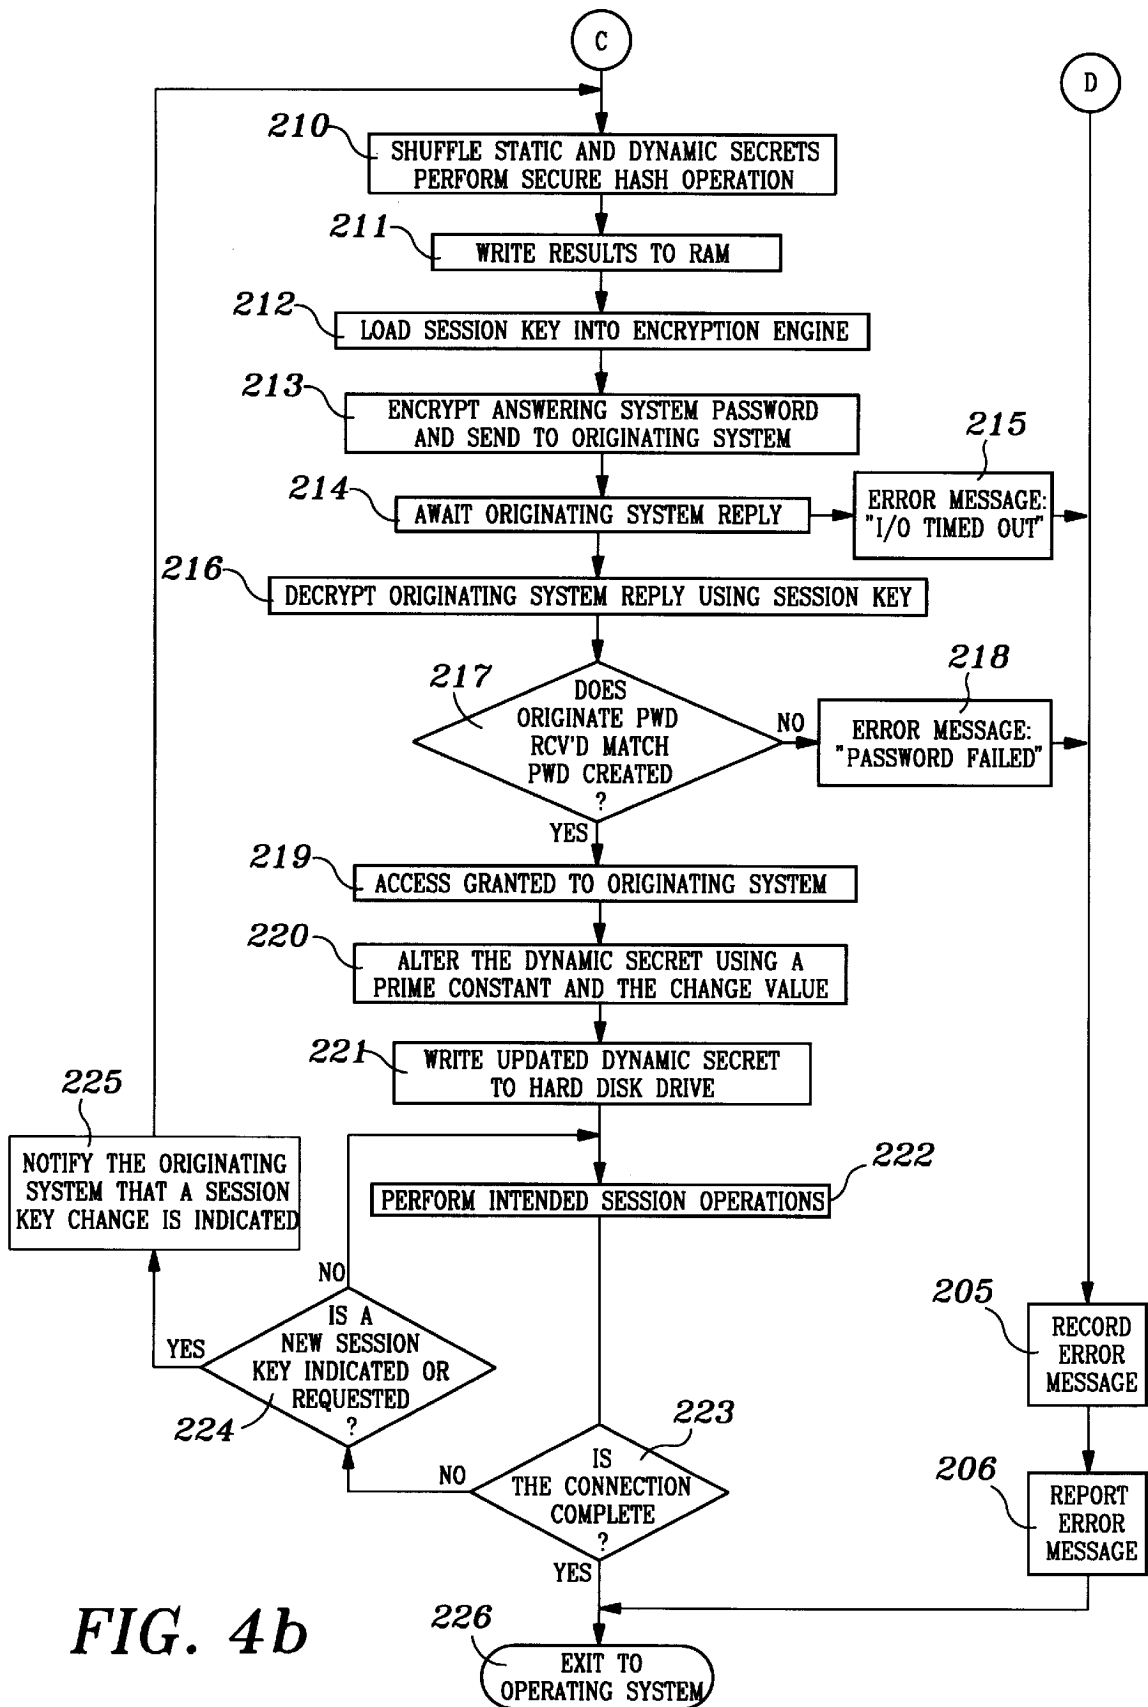 C
D
210
SHUFFLE STATIC AND DYNAMIC SECRETS
PERFORM SECURE HASH OPERATION
211
WRITE RESULTS TO RAM
212
LOAD SESSION KEY INTO ENCRYPTION ENGINE
213
ENCRYPT ANSWERING SYSTEM PASSWORD
AND SEND TO ORIGINATING SYSTEM
214
AWAIT ORIGINATING SYSTEM REPLY
215
ERROR MESSAGE:
"I/O TIMED OUT"
216
DECRYPT ORIGINATING SYSTEM REPLY USING SESSION KEY
217
DOES
ORIGINATE PWD
RCV'D MATCH
PWD CREATED
?
NO
218
ERROR MESSAGE:
"PASSWORD FAILED"
YES
219
ACCESS GRANTED TO ORIGINATING SYSTEM
220
ALTER THE DYNAMIC SECRET USING A
PRIME CONSTANT AND THE CHANGE VALUE
221
WRITE UPDATED DYNAMIC SECRET
TO HARD DISK DRIVE
225
NOTIFY THE ORIGINATING
SYSTEM THAT A SESSION
KEY CHANGE IS INDICATED
222
PERFORM INTENDED SESSION OPERATIONS
NO
YES
IS A
NEW SESSION
KEY INDICATED OR
REQUESTED
?
224
205
RECORD
ERROR
MESSAGE
223
NO
IS
THE CONNECTION
COMPLETE
?
YES
206
REPORT
ERROR
MESSAGE
226
EXIT TO
OPERATING SYSTEM
FIG. 4b